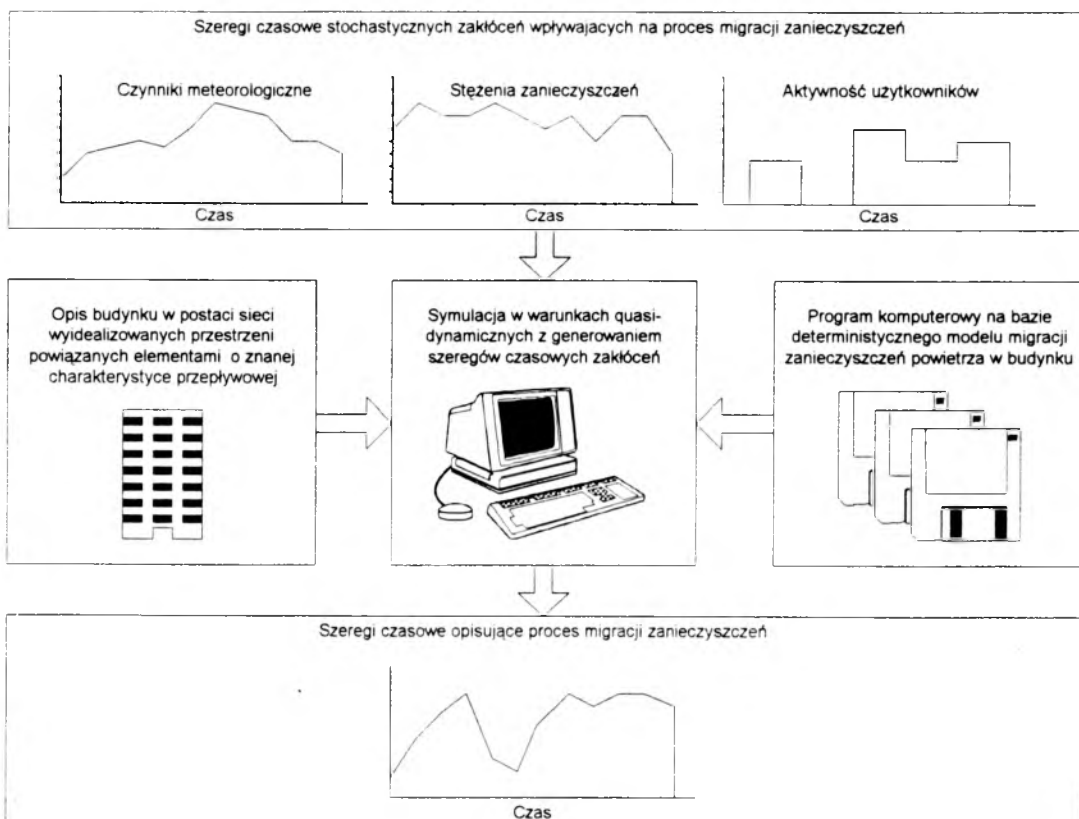 Szeregi czasowe stochastycznych zakłóceń wpływajacych na proces migracji zanieczyszczeń
Czynniki meteorologiczne
Czas
Stężenia zanieczyszczeń
Czas
Aktywność uzytkowników
Czas
Opis budynku w postaci sieci
wyidealizowanych przestrzeni
powiązanych elementami o znanej
charakterystyce przepływowej
Symulacja w warunkach quasi-
dynamicznych z generowaniem
szeregów czasowych zakłóceń
Program komputerowy na bazie
deterministycznego modelu migracji
zanieczyszczeń powietrza w budynku
Szeregi czasowe opisujące proces migracji zanieczyszczeń
Czas